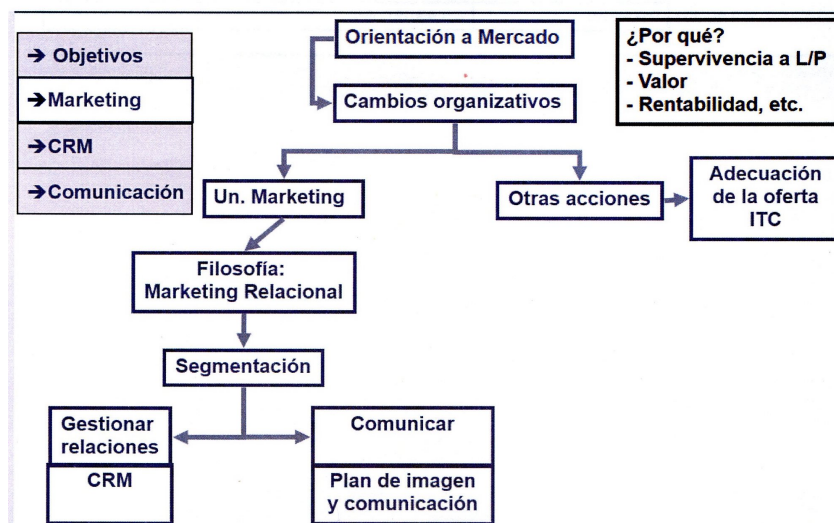 → Objetivos
→Marketing
→CRM
→Comunicación
Orientación a Mercado
Cambios organizativos
¿Por qué?
- Supervivencia a L/P
- Valor
- Rentabilidad, etc.
Un. Marketing
Otras acciones
Adecuación
de la oferta
ITC
Filosofía:
Marketing Relacional
Segmentación
Gestionar
relaciones
CRM
Comunicar
Plan de imagen
y comunicación